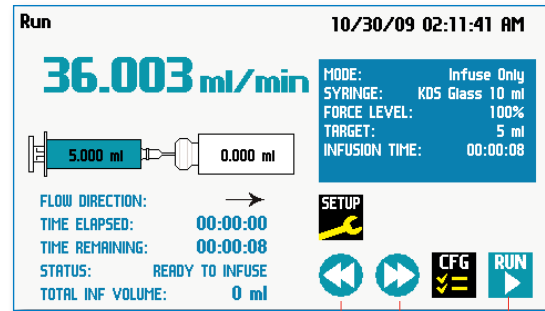 Run
10/30/09 02:11:41 AM
36.003 ml/min
MODE: Infuse Only
SYRINGE: KDS Glass 10 ml
FORCE LEVEL: 100%
TARGET: 5 ml
INFUSION TIME: 00:00:08
5.000 ml
0.000 ml
FLOW DIRECTION:
TIME ELAPSED: 00:00:00
TIME REMAINING: 00:00:08
STATUS: READY TO INFUSE
TOTAL INF VOLUME: 0 ml
SETUP
CFG
RUN